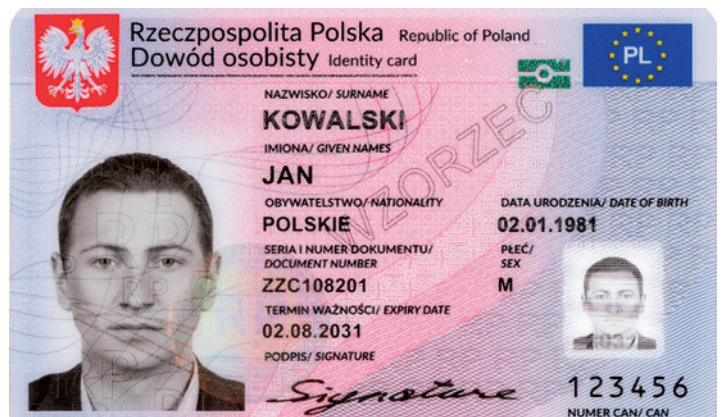 Rzeczpospolita Polska Republic of Poland
Dowód osobisty Identity card
PL
NAZWISKO/ SURNAME
KOWALSKI
IMIONA/ GIVEN NAMES
JAN
OBYWATELSTWO/ NATIONALITY
POLSKIE
DATA URODZENIA/ DATE OF BIRTH
02.01.1981
SERIA I NUMER DOKUMENTU/
DOCUMENT NUMBER
ZZC108201
PŁEĆ/
SEX
M
TERMIN WAŻNOŚCI/ EXPIRY DATE
02.08.2031
PODPIS/ SIGNATURE
Signature
123456
NUMER CAN/ CAN
WZORZEC